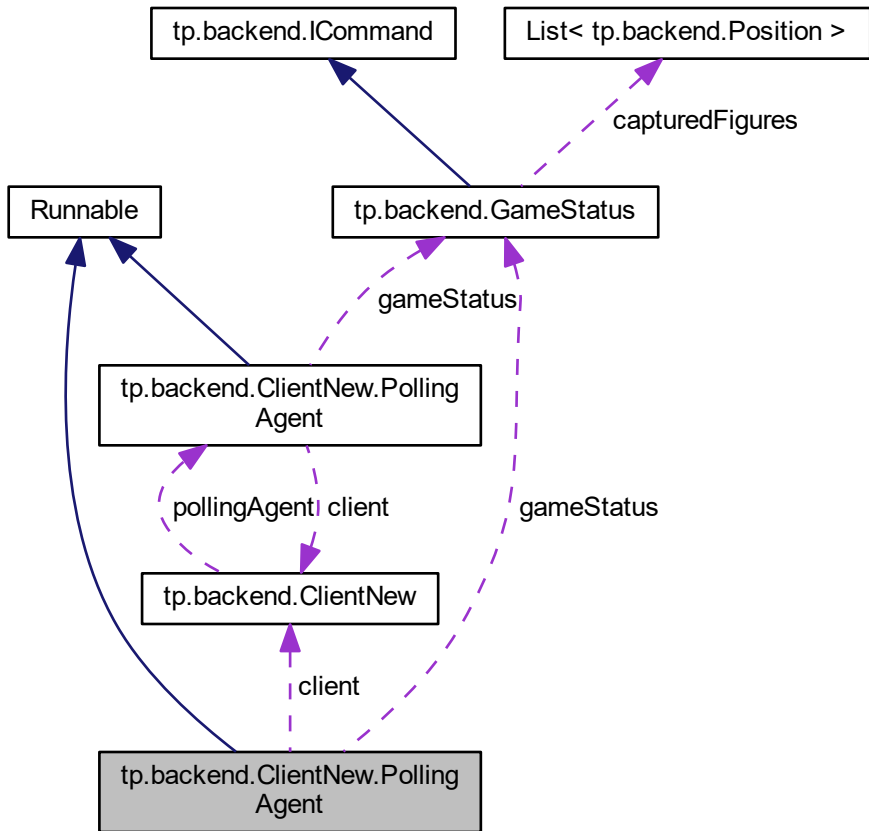 tp.backend.ICommand
List< tp.backend.Position >
capturedFigures
Runnable
tp.backend.GameStatus
gameStatus
tp.backend.ClientNew.Polling
Agent
pollingAgent
client
gameStatus
tp.backend.ClientNew
client
tp.backend.ClientNew.Polling
Agent